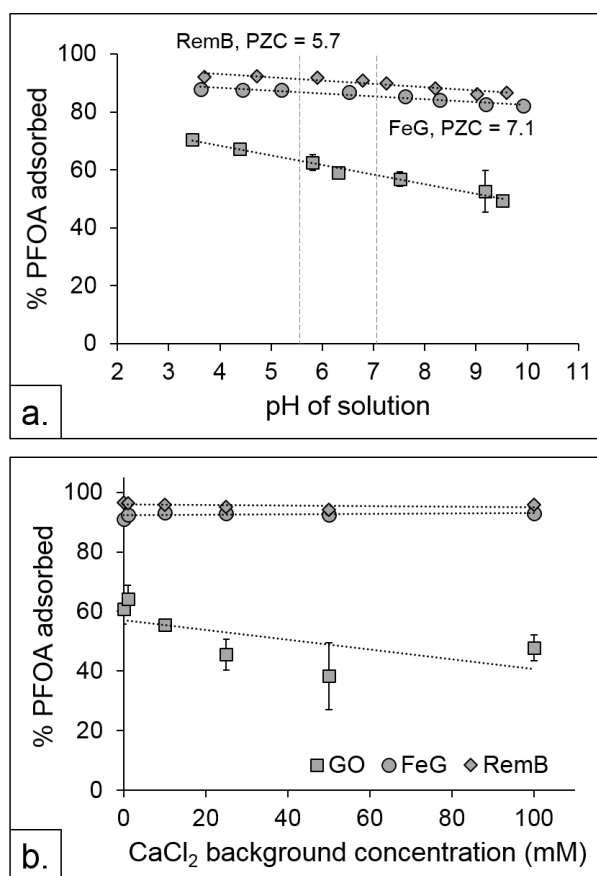 100
80
60
40
20
0
% PFOA adsorbed
RemB, PZC = 5.7
FeG, PZC = 7.1
2 3 4 5 6 7 8 9 10 11
pH of solution
a.
100
80
60
40
20
0
% PFOA adsorbed
GO FeG RemB
0 20 40 60 80 100
CaCl₂ background concentration (mM)
b.